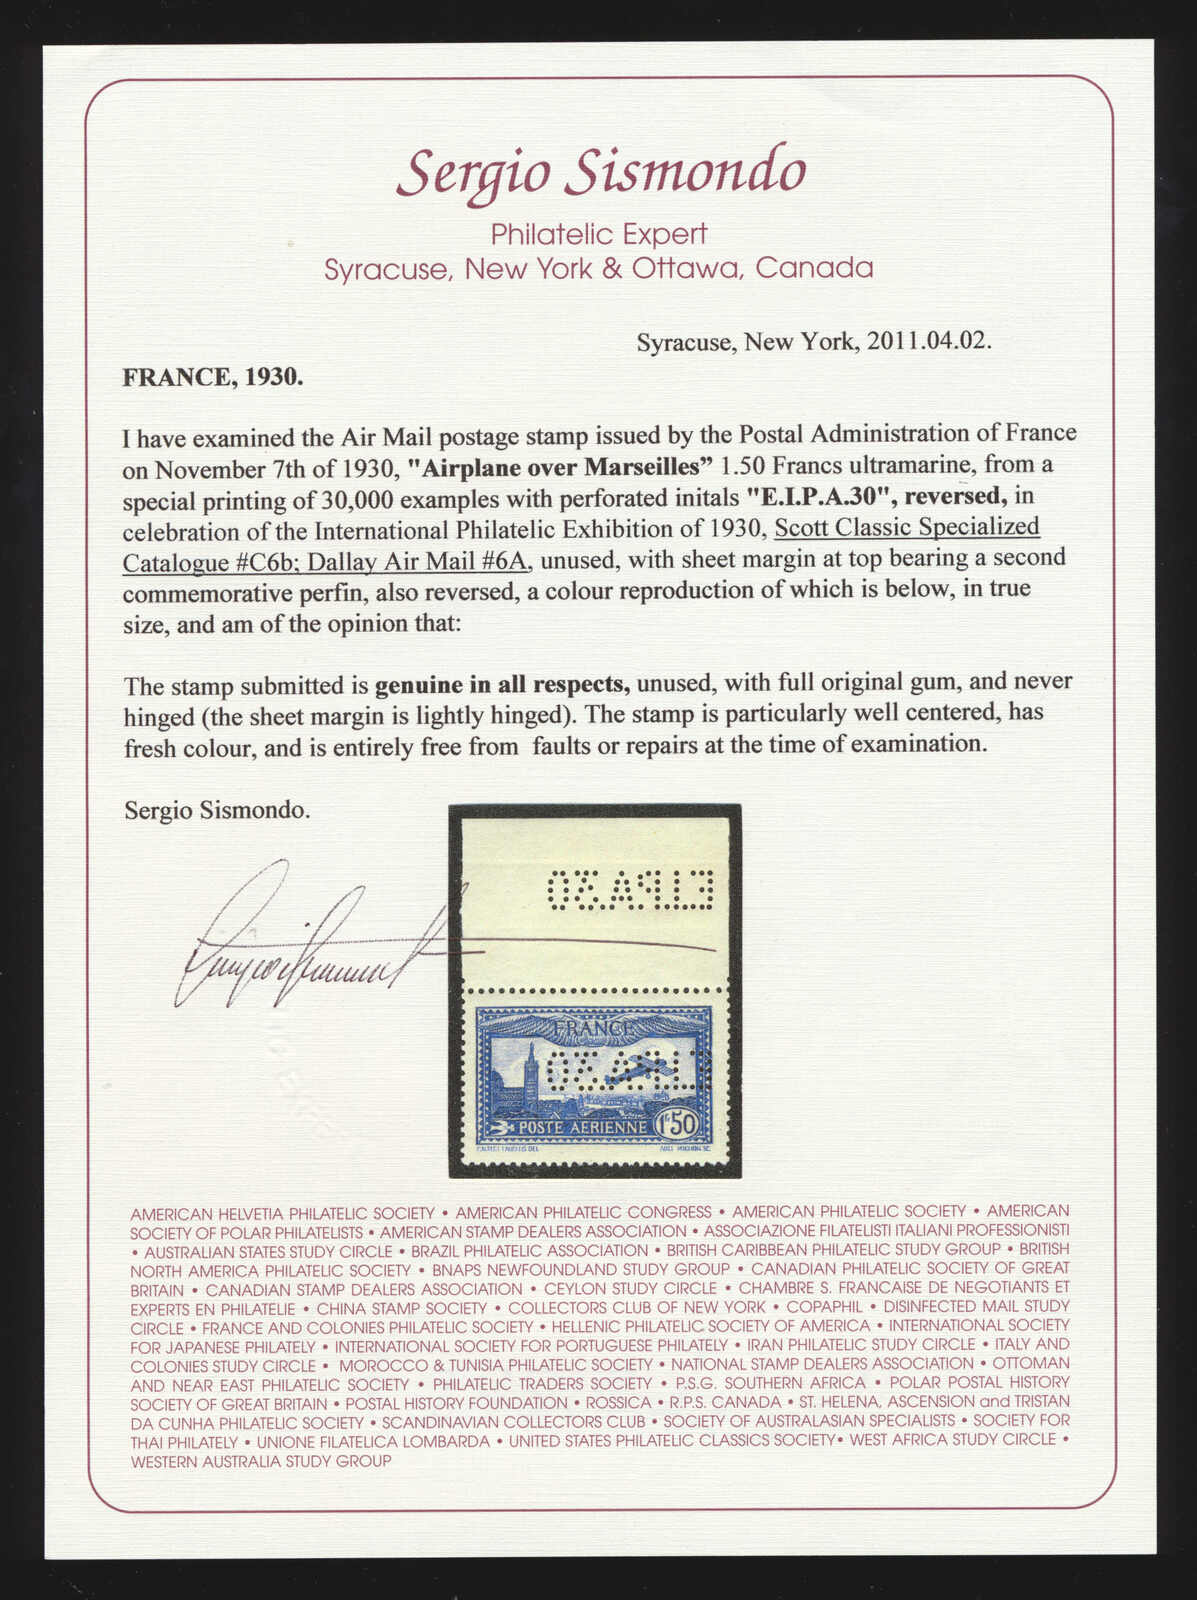 Sergio Sismondo
Philatelic Expert
Syracuse, New York & Ottawa, Canada
Syracuse, New York, 2011.04.02.
FRANCE, 1930.
I have examined the Air Mail postage stamp issued by the Postal Administration of France
on November 7th of 1930, "Airplane over Marseilles” 1.50 Francs ultramarine, from a
special printing of 30,000 examples with perforated initals "E.I.P.A.30", reversed, in
celebration of the International Philatelic Exhibition of 1930, Scott Classic Specialized
Catalogue #C6b; Dallay Air Mail #6A, unused, with sheet margin at top bearing a second
commemorative perfin, also reversed, a colour reproduction of which is below, in true
size, and am of the opinion that:
The stamp submitted is genuine in all respects, unused, with full original gum, and never
hinged (the sheet margin is lightly hinged). The stamp is particularly well centered, has
fresh colour, and is entirely free from faults or repairs at the time of examination.
Sergio Sismondo.
E.I.P.A.30
FRANCE
E.I.P.A.30
POSTE AÉRIENNE 1F50
AMERICAN HELVETIA PHILATELIC SOCIETY • AMERICAN PHILATELIC CONGRESS • AMERICAN PHILATELIC SOCIETY • AMERICAN
SOCIETY OF POLAR PHILATELISTS • AMERICAN STAMP DEALERS ASSOCIATION • ASSOCIAZIONE FILATELISTI ITALIANI PROFESSIONISTI
• AUSTRALIAN STATES STUDY CIRCLE • BRAZIL PHILATELIC ASSOCIATION • BRITISH CARIBBEAN PHILATELIC STUDY GROUP • BRITISH
NORTH AMERICA PHILATELIC SOCIETY • BNAPS NEWFOUNDLAND STUDY GROUP • CANADIAN PHILATELIC SOCIETY OF GREAT
BRITAIN • CANADIAN STAMP DEALERS ASSOCIATION • CEYLON STUDY CIRCLE • CHAMBRE S. FRANCAISE DE NEGOTIANTS ET
EXPERTS EN PHILATELIE • CHINA STAMP SOCIETY • COLLECTORS CLUB OF NEW YORK • COPAPHIL • DISINFECTED MAIL STUDY
CIRCLE • FRANCE AND COLONIES PHILATELIC SOCIETY • HELLENIC PHILATELIC SOCIETY OF AMERICA • INTERNATIONAL SOCIETY
FOR JAPANESE PHILATELY • INTERNATIONAL SOCIETY FOR PORTUGUESE PHILATELY • IRAN PHILATELIC STUDY CIRCLE • ITALY AND
COLONIES STUDY CIRCLE • MOROCCO & TUNISIA PHILATELIC SOCIETY • NATIONAL STAMP DEALERS ASSOCIATION • OTTOMAN
AND NEAR EAST PHILATELIC SOCIETY • PHILATELIC TRADERS SOCIETY • P.S.G. SOUTHERN AFRICA • POLAR POSTAL HISTORY
SOCIETY OF GREAT BRITAIN • POSTAL HISTORY FOUNDATION • ROSSICA • R.P.S. CANADA • ST. HELENA, ASCENSION and TRISTAN
DA CUNHA PHILATELIC SOCIETY • SCANDINAVIAN COLLECTORS CLUB • SOCIETY OF AUSTRALASIAN SPECIALISTS • SOCIETY FOR
THAI PHILATELY • UNIONE FILATELICA LOMBARDA • UNITED STATES PHILATELIC CLASSICS SOCIETY• WEST AFRICA STUDY CIRCLE •
WESTERN AUSTRALIA STUDY GROUP